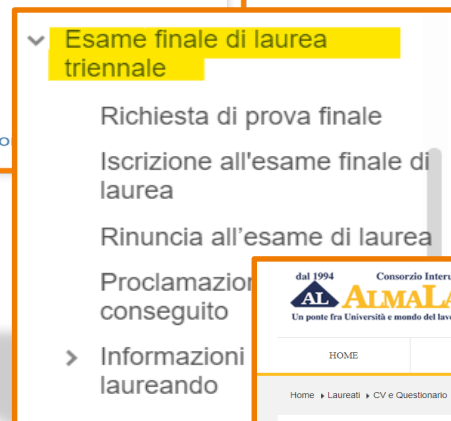 Esame finale di laurea
triennale
Richiesta di prova finale
Iscrizione all'esame finale di
laurea
Rinuncia all'esame di laurea
conseguito
Informazioni
laureando
dal 1994 Consorzio
AL
Un ponte fra Università e mondo del
HOME
Home ▸ Laureati ▸ CV e Questionario